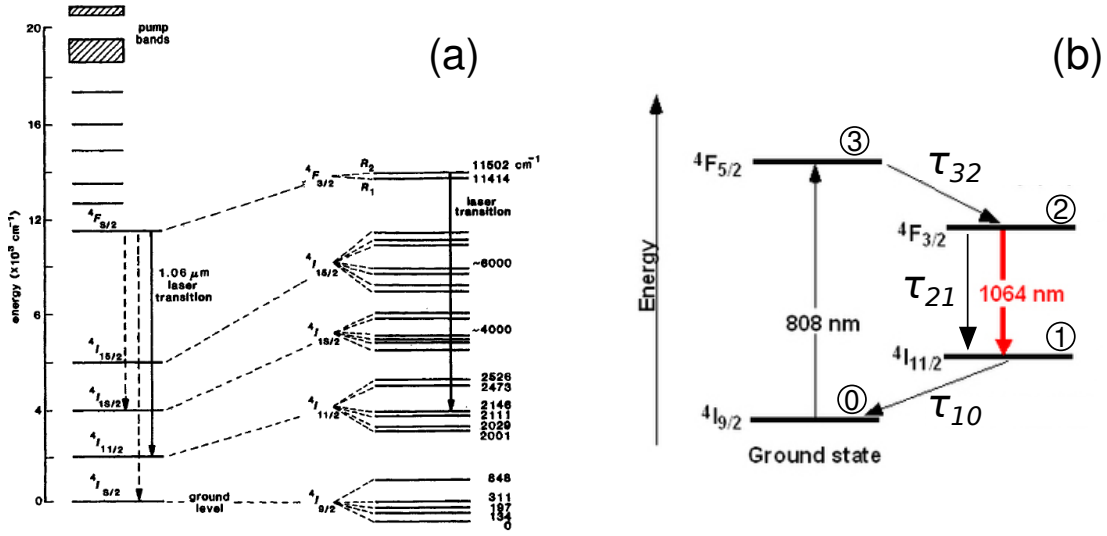 (a)
pump
bands
20
16
12
8
4
0
energy (×10³ cm⁻¹)
⁴F₃/₂
1.06 μm
laser
transition
⁴I₁₅/₂
⁴I₁₃/₂
⁴I₁₁/₂
⁴I₉/₂
ground
level
⁴F₃/₂
R₂
R₁
11502 cm⁻¹
11414
laser
transition
⁴I₁₅/₂
~6000
⁴I₁₃/₂
~4000
⁴I₁₁/₂
2526
2473
2146
2111
2029
2001
⁴I₉/₂
848
311
197
134
0
(b)
Energy
⁴F₅/₂
③
τ₃₂
②
⁴F₃/₂
τ₂₁
1064 nm
808 nm
①
⁴I₁₁/₂
⓪
⁴I₉/₂
τ₁₀
Ground state